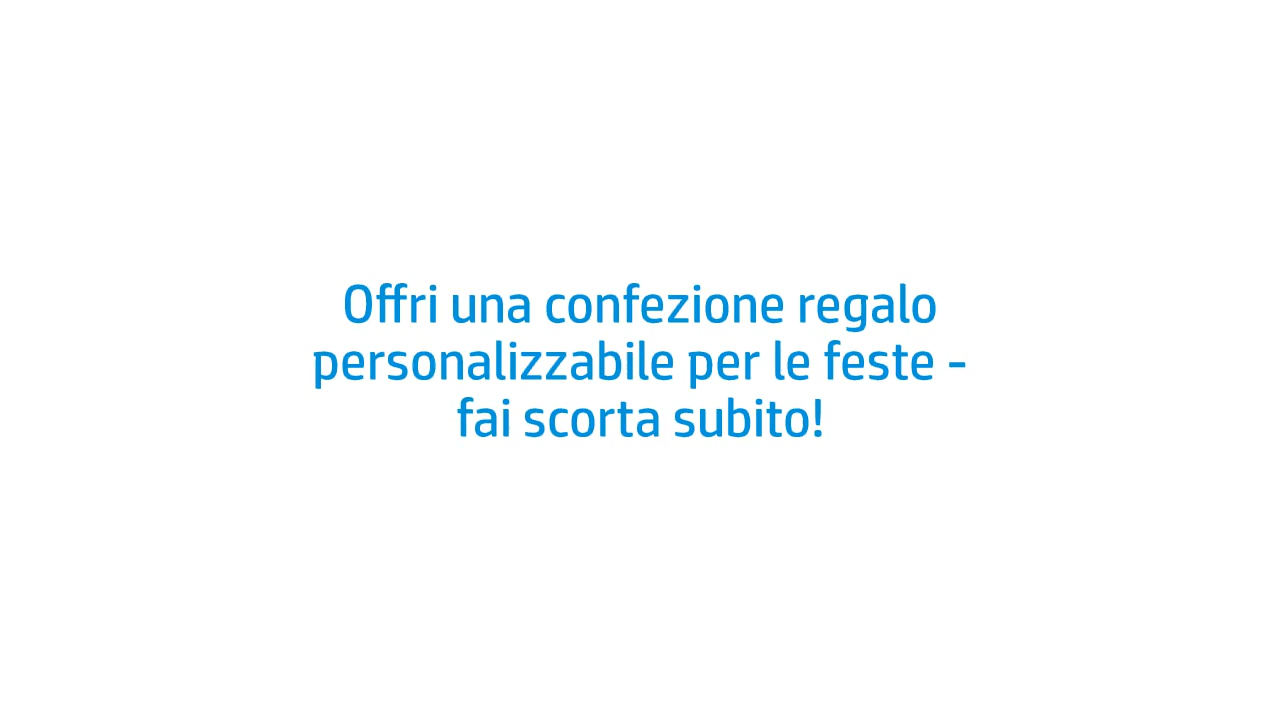 Offri una confezione regalo
personalizzabile per le feste -
fai scorta subito!